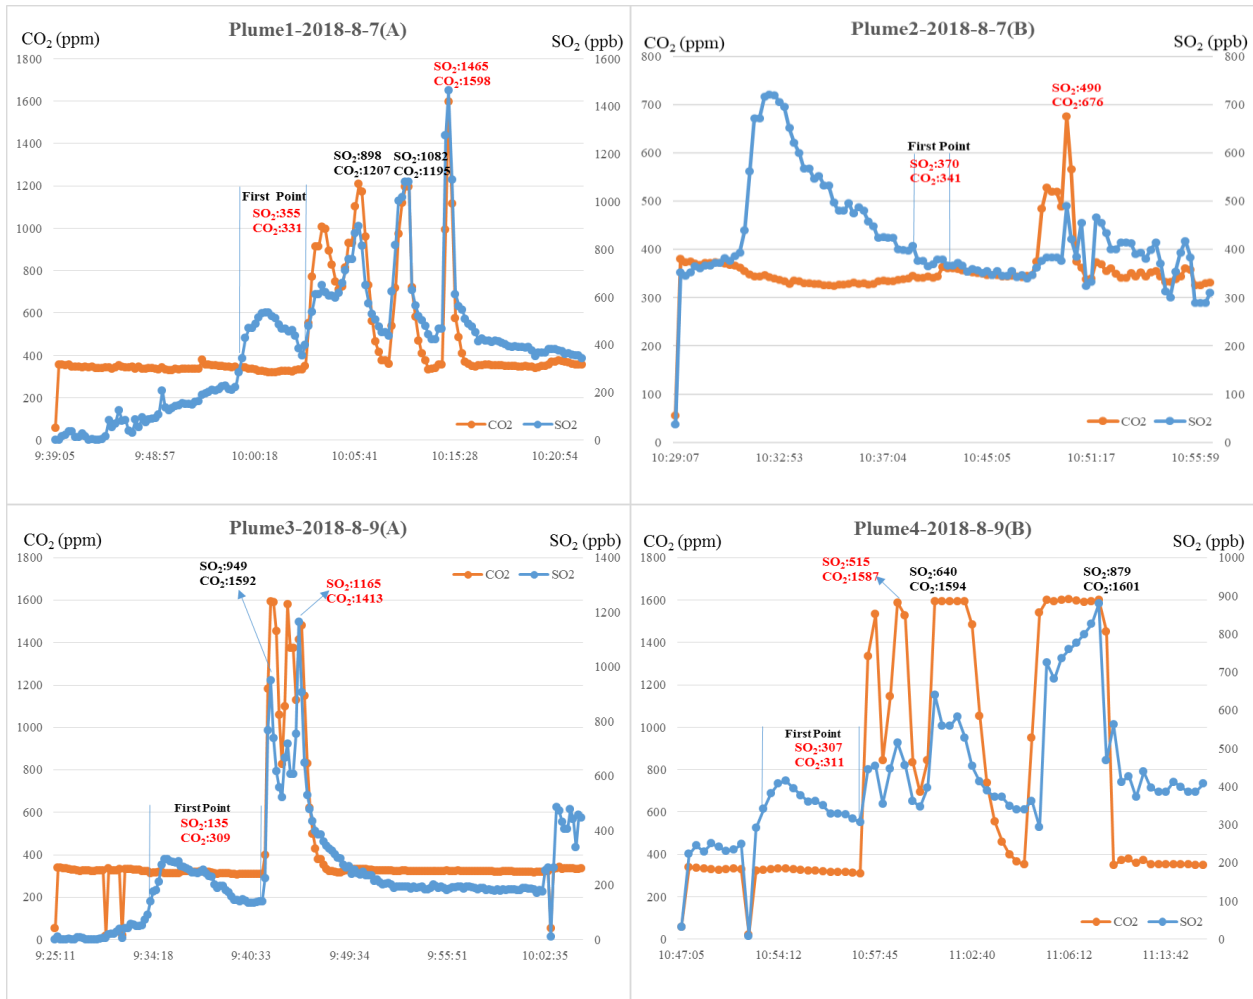 Plume1-2018-8-7(A)
CO2 (ppm)
SO2 (ppb)
1800
1600
1400
1200
1000
800
600
400
200
0
1600
1400
1200
1000
800
600
400
200
0
SO2:1465
CO2:1598
SO2:898
CO2:1207
SO2:1082
CO2:1195
First Point
SO2:355
CO2:331
CO2
SO2
9:39:05
9:48:57
10:00:18
10:05:41
10:15:28
10:20:54
Plume2-2018-8-7(B)
CO2 (ppm)
SO2 (ppb)
800
700
600
500
400
300
200
100
0
800
700
600
500
400
300
200
100
0
SO2:490
CO2:676
First Point
SO2:370
CO2:341
CO2
SO2
10:29:07
10:32:53
10:37:04
10:45:05
10:51:17
10:55:59
Plume3-2018-8-9(A)
CO2 (ppm)
SO2 (ppb)
1800
1600
1400
1200
1000
800
600
400
200
0
1400
1200
1000
800
600
400
200
0
SO2:949
CO2:1592
CO2
SO2
SO2:1165
CO2:1413
First Point
SO2:135
CO2:309
9:25:11
9:34:18
9:40:33
9:49:34
9:55:51
10:02:35
Plume4-2018-8-9(B)
CO2 (ppm)
SO2 (ppb)
1800
1600
1400
1200
1000
800
600
400
200
0
1000
900
800
700
600
500
400
300
200
100
0
SO2:515
CO2:1587
SO2:640
CO2:1594
SO2:879
CO2:1601
First Point
SO2:307
CO2:311
CO2
SO2
10:47:05
10:54:12
10:57:45
11:02:40
11:06:12
11:13:42